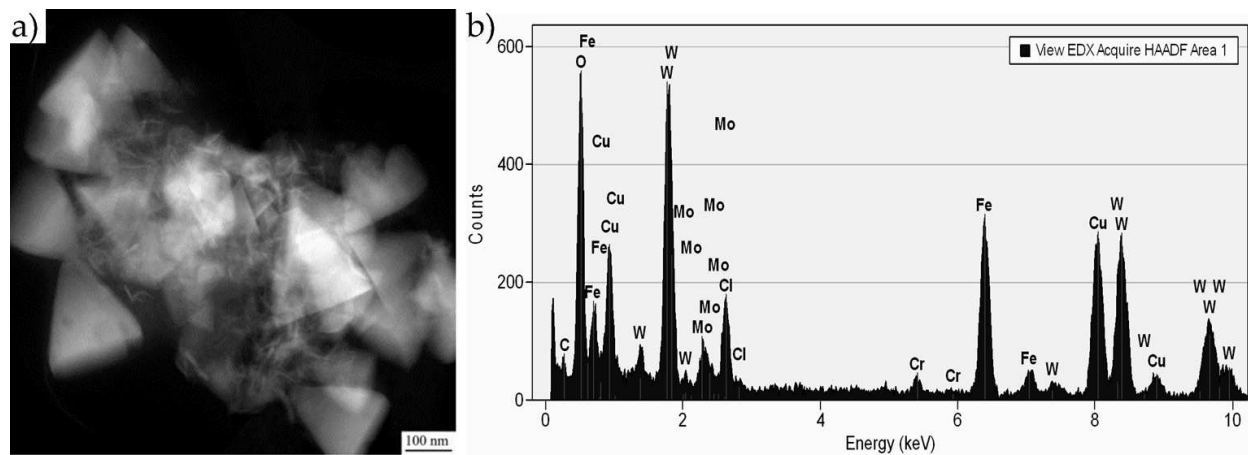 a)
100 nm
b)
View EDX Acquire HAADF Area 1
Counts
600
400
200
0
Fe
O
C
Fe
Fe
Cu
Cu
Cu
W
W
W
W
Mo
Mo
Mo
Mo
Mo
Mo
Mo
Cl
Cl
Cr
Cr
Fe
Fe
W
Cu
W
W
W
Cu
W W
W
W
0
2
4
6
8
10
Energy (keV)